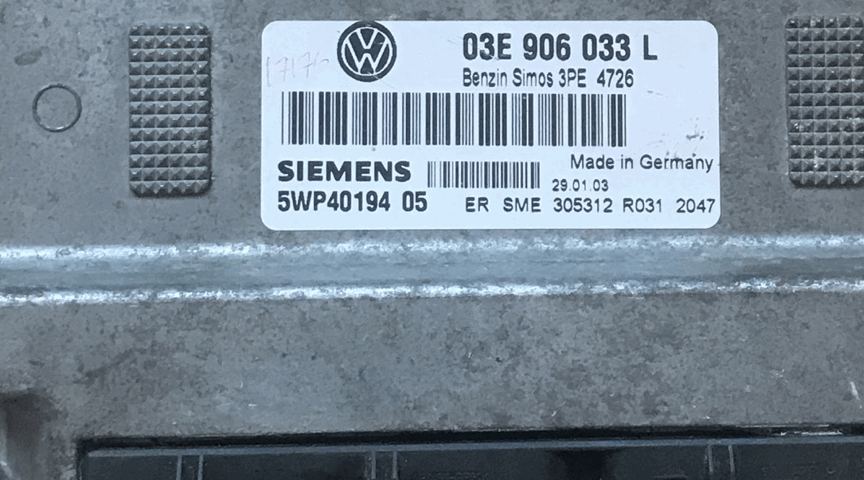 03E 906 033 L
Benzin Simos 3PE 4726
Made in Germany
SIEMENS
29.01.03
5WP40194 05
ER SME 305312 R031 2047